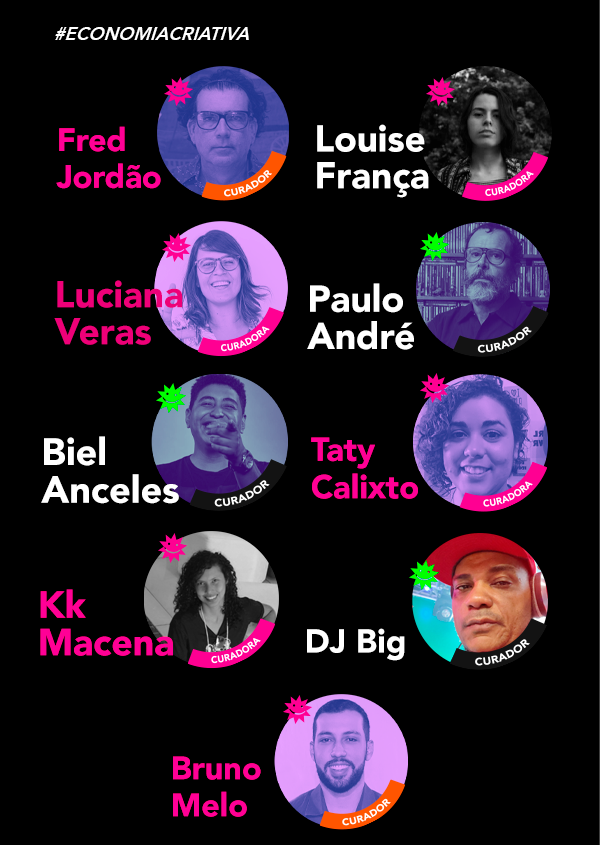 #ECONOMIACRIATIVA
Fred
Jordão
CURADOR
Louise
França
CURADORA
Luciana
Veras
CURADORA
Paulo
André
CURADOR
Biel
Anceles
CURADOR
Taty
Calixto
CURADORA
Kk
Macena
CURADORA
DJ Big
CURADOR
Bruno
Melo
CURADOR